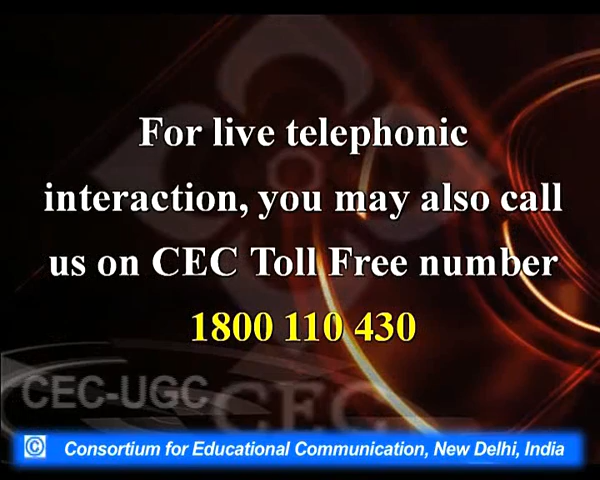 For live telephonic
interaction, you may also call
us on CEC Toll Free number
1800 110 430
CEC-UGC
CEC
© Consortium for Educational Communication, New Delhi, India